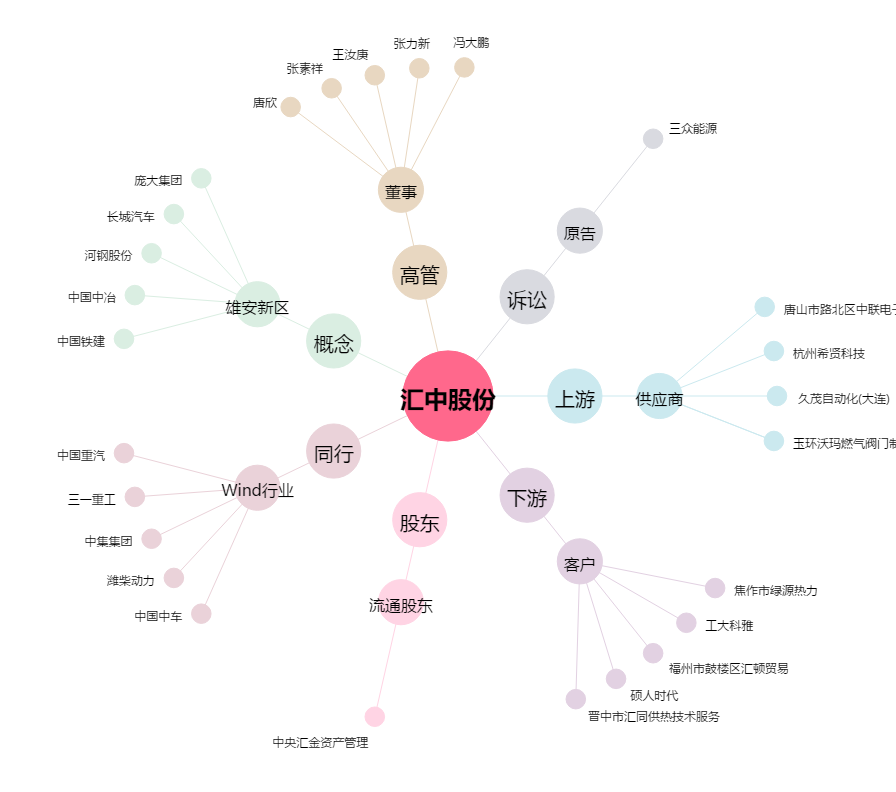 冯大鹏
张力新
王汝庚
张素祥
唐欣
董事
高管
三众能源
原告
诉讼
庞大集团
长城汽车
河钢股份
中国中冶
中国铁建
雄安新区
概念
汇中股份
唐山市路北区中联电子
杭州希贤科技
久茂自动化(大连)
玉环沃玛燃气阀门制
供应商
上游
同行
Wind行业
中国重汽
三一重工
中集集团
潍柴动力
中国中车
股东
流通股东
中央汇金资产管理
下游
客户
焦作市绿源热力
工大科雅
福州市鼓楼区汇顿贸易
硕人时代
晋中市汇同供热技术服务